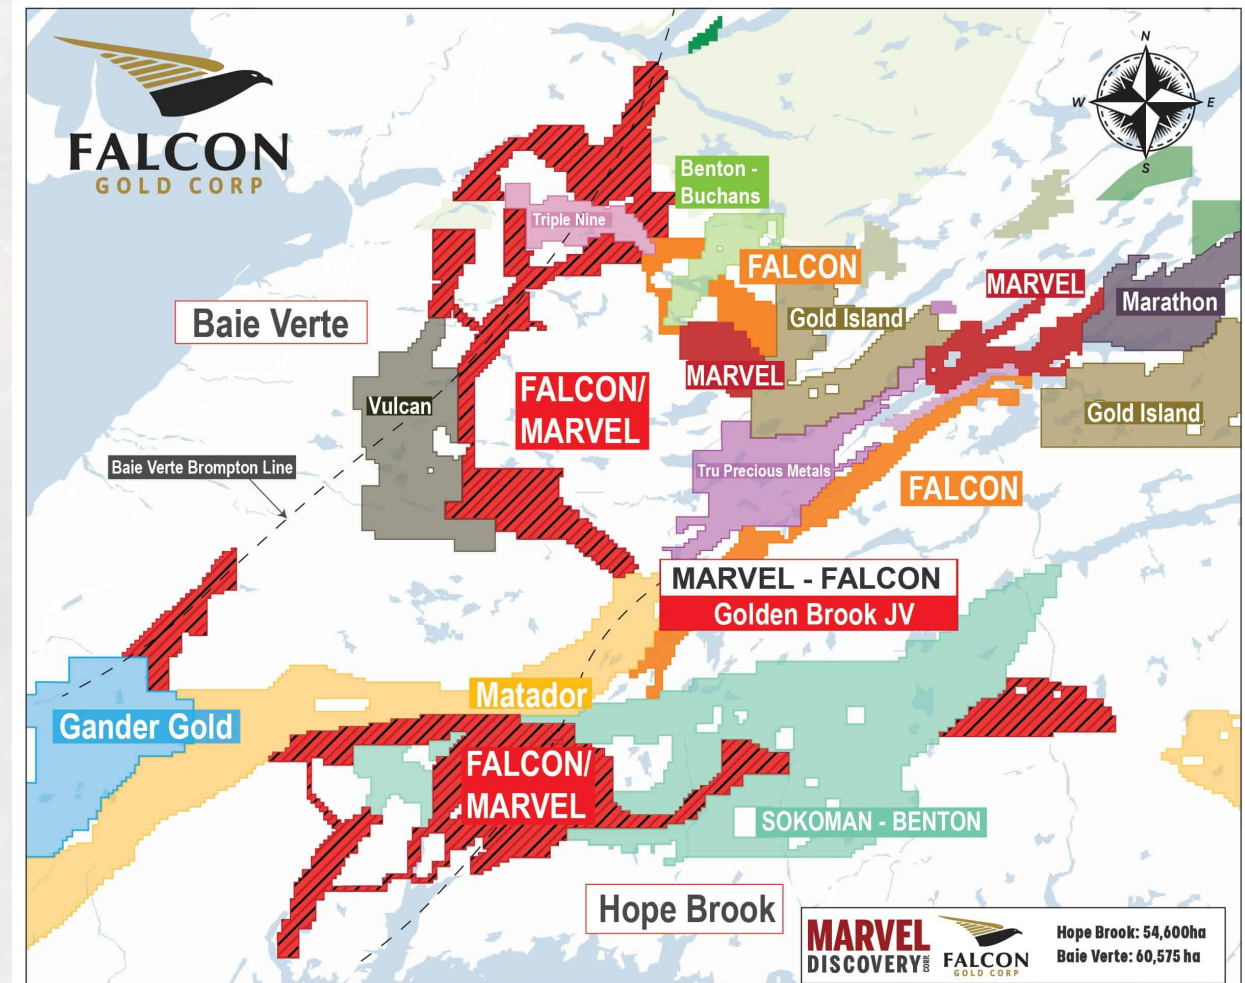 FALCON
GOLD CORP
N
W
E
S
Benton -
Buchans
Triple Nine
FALCON
MARVEL
Marathon
Baie Verte
Gold Island
MARVEL
FALCON/
MARVEL
Vulcan
Gold Island
Baie Verte Brompton Line
Tru Precious Metals
FALCON
MARVEL - FALCON
Golden Brook JV
Matador
Gander Gold
FALCON/
MARVEL
SOKOMAN - BENTON
Hope Brook
MARVEL
DISCOVERY CORP.
FALCON
GOLD CORP
Hope Brook: 54,600ha
Baie Verte: 60,575 ha